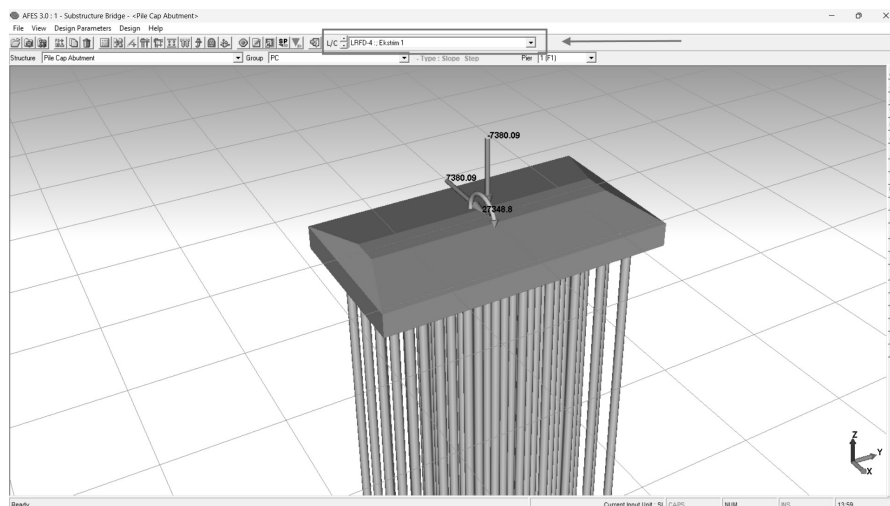 AFES 3.0 : 1 - Substructure Bridge - <Pile Cap Abutment>
File View Design Parameters Design Help
L/C LRFD-4 :; Ekstrim 1
Structure Pile Cap Abutment Group PC - Type : Slope Step Pier 1 (F1)
-7380.09
7380.09
27348.8
Z
Y
X
Ready Current Input Unit : SI CAPS NUM INS 13:59